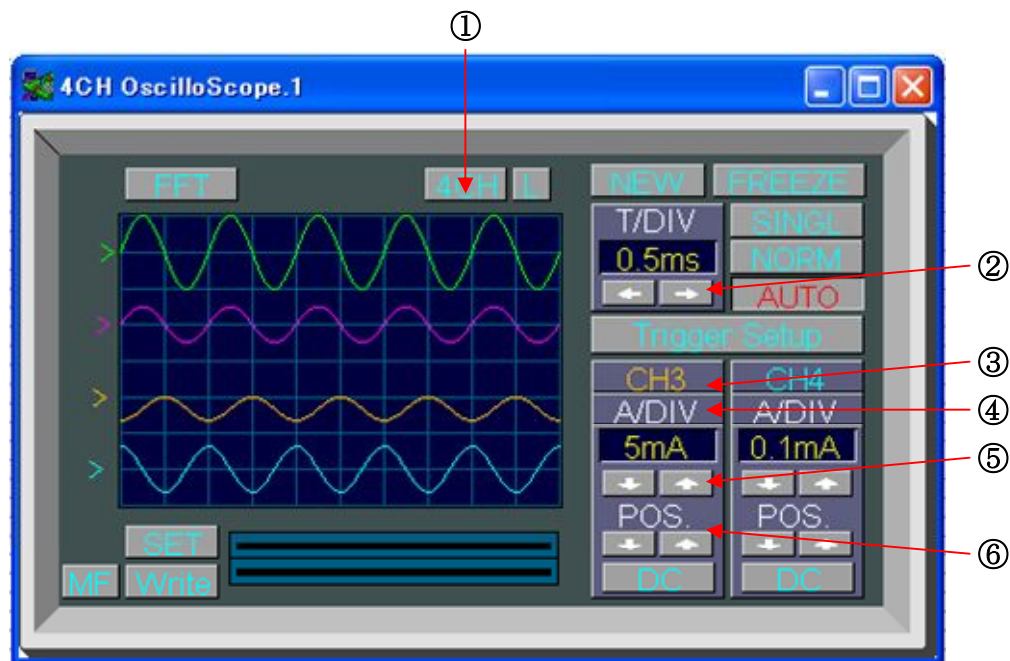 ①
4CH OscilloScope.1
FFT 4CH L NEW FREEZE
T/DIV SINGL
0.5ms NORM
②
AUTO
Trigger Setup
③
CH3 CH4
A/DIV A/DIV
④
5mA 0.1mA
⑤
POS. POS.
SET
⑥
MF Write DC DC